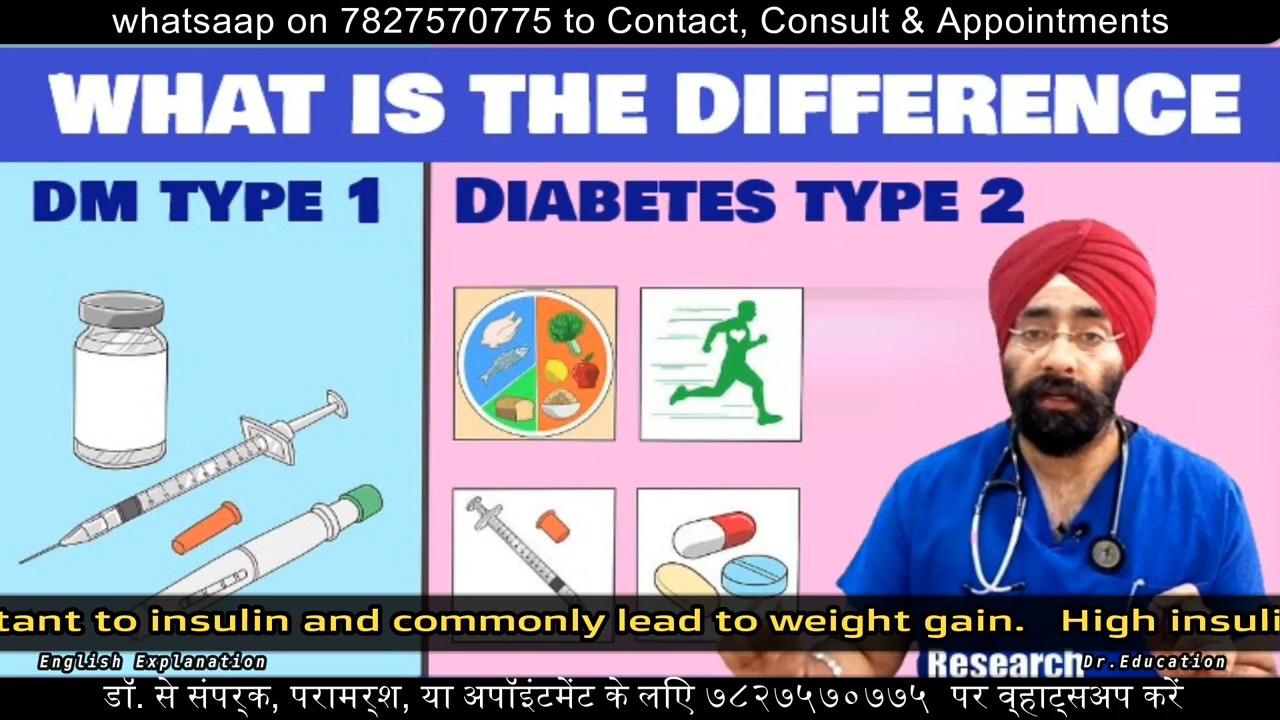 whatsaap on 7827570775 to Contact, Consult & Appointments
WHAT IS THE DIFFERENCE
DM TYPE 1
DIABETES TYPE 2
tant to insulin and commonly lead to weight gain. High insuli
English Explanation
Research
Dr.Education
डॉ. से संपर्क, परामर्श, या अपॉइंटमेंट के लिए ७८२७५७०७७५ पर व्हाट्सअप करें